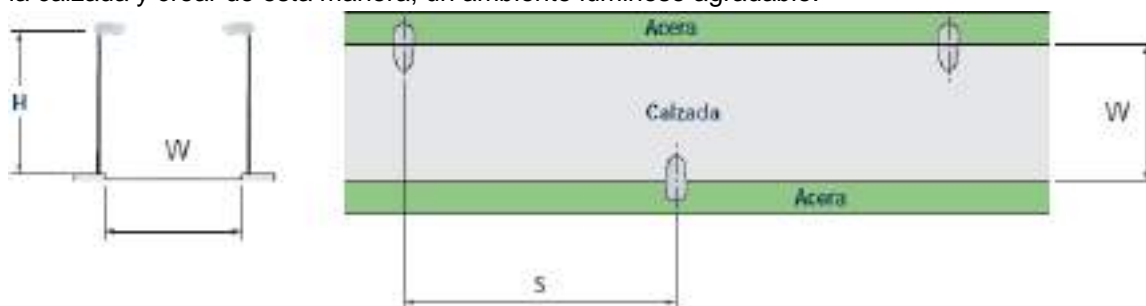 la calzada y crear de esta manera, un ambiente luminoso agradable.
Acera
H
W
Calzada
W
Acera
S